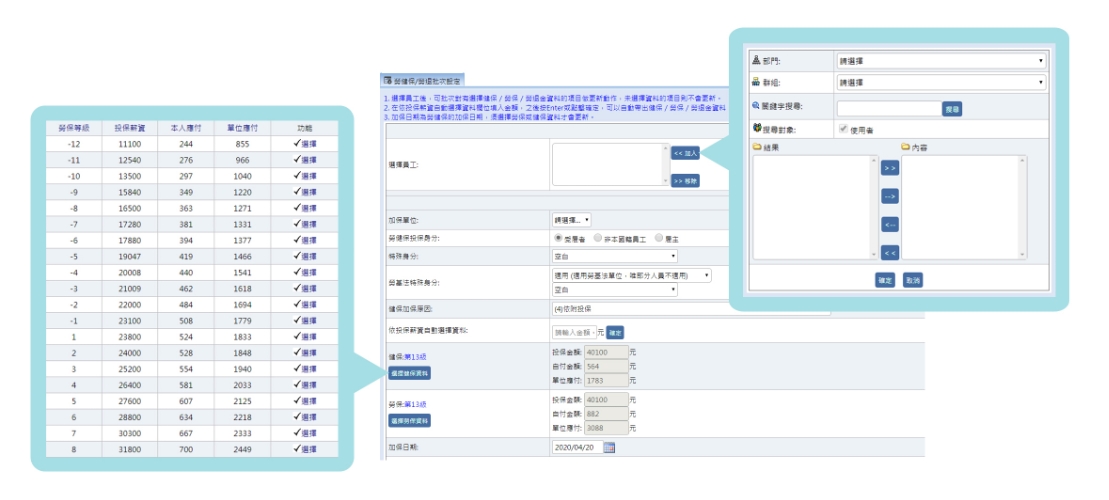 勞保等級 投保薪資 本人應付 單位應付 功能
-12 11100 244 855 ✓選擇
-11 12540 276 966 ✓選擇
-10 13500 297 1040 ✓選擇
-9 15840 349 1220 ✓選擇
-8 16500 363 1271 ✓選擇
-7 17280 381 1331 ✓選擇
-6 17880 394 1377 ✓選擇
-5 19047 419 1466 ✓選擇
-4 20008 440 1541 ✓選擇
-3 21009 462 1618 ✓選擇
-2 22000 484 1694 ✓選擇
-1 23100 508 1779 ✓選擇
1 23800 524 1833 ✓選擇
2 24000 528 1848 ✓選擇
3 25200 554 1940 ✓選擇
4 26400 581 2033 ✓選擇
5 27600 607 2125 ✓選擇
6 28800 634 2218 ✓選擇
7 30300 667 2333 ✓選擇
8 31800 700 2449 ✓選擇
勞健保/勞退批次設定
1.選擇員工後，可批次對有選擇健保 / 勞保 / 勞退金資料的項目做更新動作，未選擇資料的項目則不會更新。
2.在依投保薪資自動選擇資料欄位填入金額，之後按Enter或點擊確定，可以自動帶出健保 / 勞保 / 勞退金資料
3.加保日期為勞健保的加保日期，須選擇勞保或健保資料才會更新。
選擇員工:
<< 加入
>> 移除
加保單位: 請選擇...
勞健保投保身分: 受雇者 非本國籍員工 雇主
特殊身分: 空白
勞基法特殊身分: 適用 (適用勞基法單位，唯部分人員不適用)
空白
健保加保原因: (4)依附投保
依投保薪資自動選擇資料: 請輸入金額，元 確定
健保:第13級
選擇健保資料
投保金額: 40100 元
自付金額: 564 元
單位應付: 1783 元
勞保:第13級
選擇勞保資料
投保金額: 40100 元
自付金額: 882 元
單位應付: 3088 元
加保日期: 2020/04/20
部門: 請選擇
群組: 請選擇
關鍵字搜尋: 搜尋
搜尋對象: 使用者
結果 內容
> >
-->
<--
< <
確定 取消